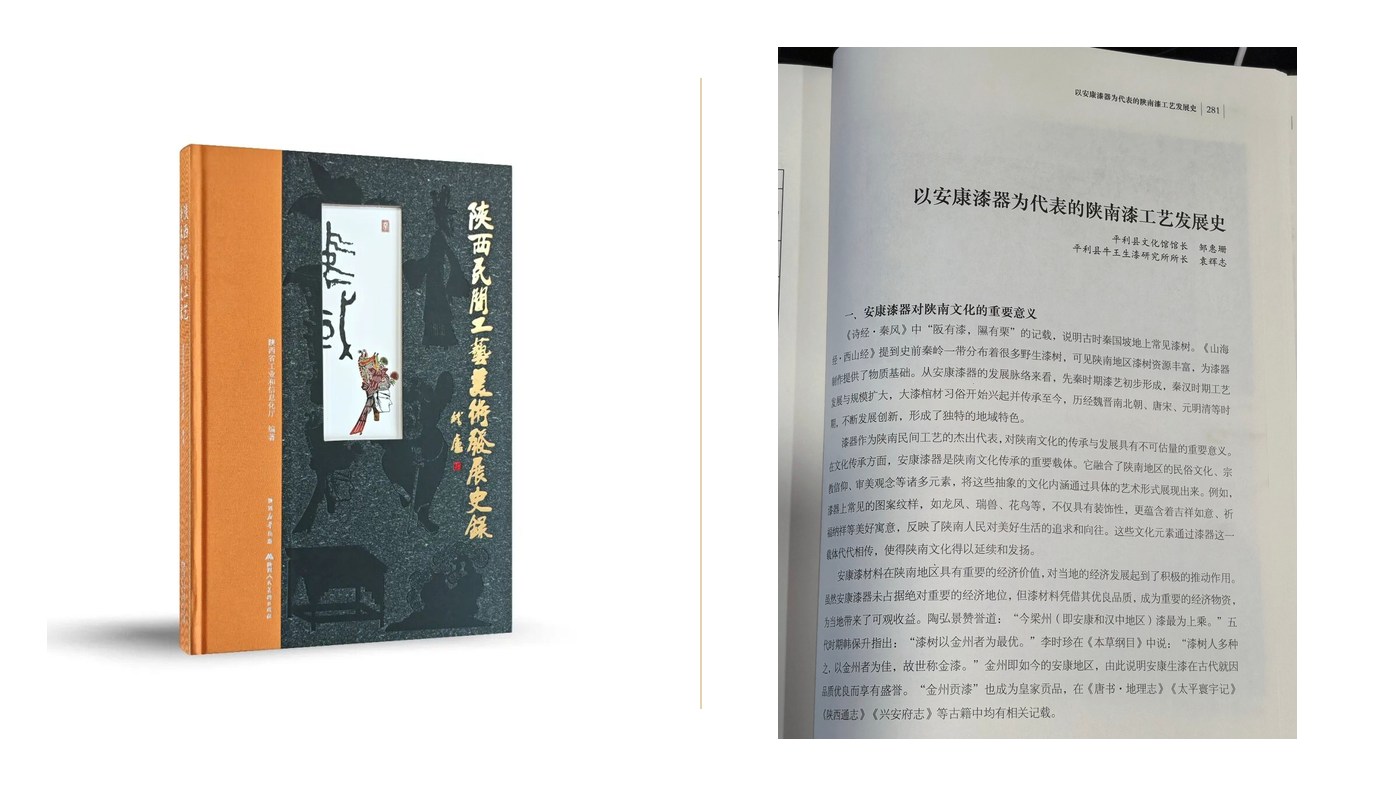 陝西民間工藝美術發展史錄
陕西省工业和信息化厅 编著
以安康漆器为代表的陕南漆工艺发展史 281
以安康漆器为代表的陕南漆工艺发展史
平利县文化馆馆长 邹惠珊
平利县牛王生漆研究所所长 袁辉志
一、安康漆器对陕南文化的重要意义
《诗经·秦风》中“阪有漆，隰有栗”的记载，说明古时秦国坡地上常见漆树。《山海
经·西山经》提到史前秦岭一带分布着很多野生漆树，可见陕南地区漆树资源丰富，为漆器
制作提供了物质基础。从安康漆器的发展脉络来看，先秦时期漆艺初步形成，秦汉时期工艺
发展与规模扩大，大漆棺材习俗开始兴起并传承至今，历经魏晋南北朝、唐宋、元明清等时
期，不断发展创新，形成了独特的地域特色。
漆器作为陕南民间工艺的杰出代表，对陕南文化的传承与发展具有不可估量的重要意义。
在文化传承方面，安康漆器是陕南文化传承的重要载体。它融合了陕南地区的民俗文化、宗
教信仰、审美观念等诸多元素，将这些抽象的文化内涵通过具体的艺术形式展现出来。例如，
漆器上常见的图案纹样，如龙凤、瑞兽、花鸟等，不仅具有装饰性，更蕴含着吉祥如意、祈
福纳祥等美好寓意，反映了陕南人民对美好生活的追求和向往。这些文化元素通过漆器这一
载体代代相传，使得陕南文化得以延续和发扬。
安康漆材料在陕南地区具有重要的经济价值，对当地的经济发展起到了积极的推动作用。
虽然安康漆器未占据绝对重要的经济地位，但漆材料凭借其优良品质，成为重要的经济物资，
为当地带来了可观收益。陶弘景赞誉道：“今梁州（即安康和汉中地区）漆最为上乘。”五
代时期韩保升指出：“漆树以金州者为最优。”李时珍在《本草纲目》中说：“漆树人多种
之，以金州者为佳，故世称金漆。”金州即如今的安康地区，由此说明安康生漆在古代就因
品质优良而享有盛誉。“金州贡漆”也成为皇家贡品，在《唐书·地理志》《太平寰宇记》
《陕西通志》《兴安府志》等古籍中均有相关记载。